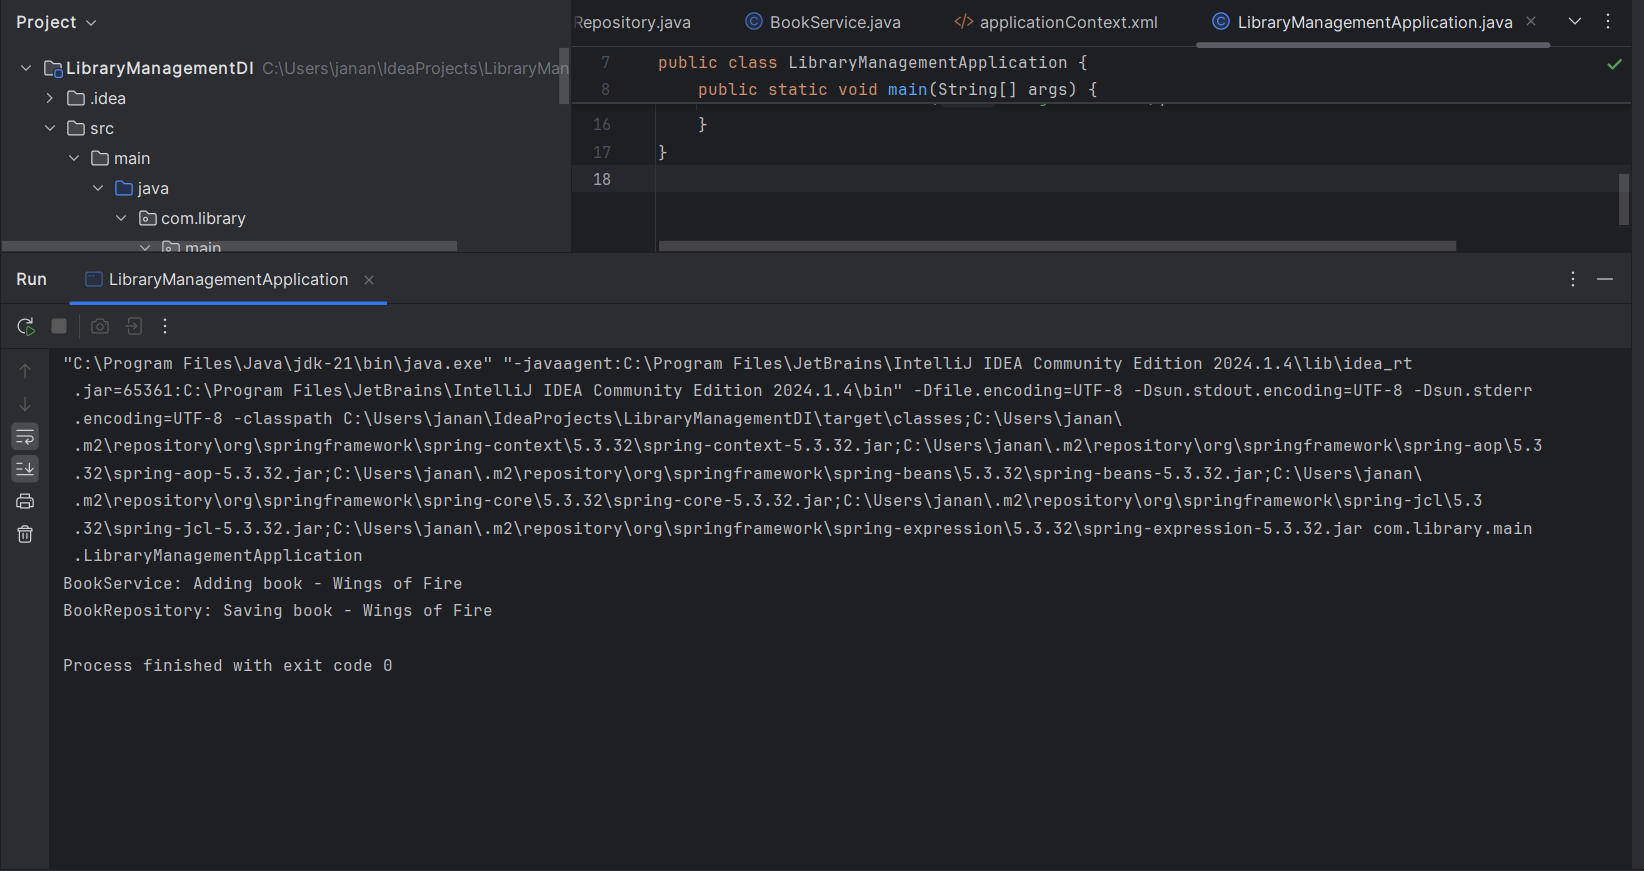 Project
Repository.java
BookService.java
applicationContext.xml
LibraryManagementApplication.java
LibraryManagementDI C:\Users\janan\IdeaProjects\LibraryMan
.idea
src
main
java
com.library
main
7 public class LibraryManagementApplication {
8 public static void main(String[] args) {
16 }
17 }
18
Run
LibraryManagementApplication
"C:\Program Files\Java\jdk-21\bin\java.exe" "-javaagent:C:\Program Files\JetBrains\IntelliJ IDEA Community Edition 2024.1.4\lib\idea_rt
.jar=65361:C:\Program Files\JetBrains\IntelliJ IDEA Community Edition 2024.1.4\bin" -Dfile.encoding=UTF-8 -Dsun.stdout.encoding=UTF-8 -Dsun.stderr
.encoding=UTF-8 -classpath C:\Users\janan\IdeaProjects\LibraryManagementDI\target\classes;C:\Users\janan\
.m2\repository\org\springframework\spring-context\5.3.32\spring-context-5.3.32.jar;C:\Users\janan\.m2\repository\org\springframework\spring-aop\5.3
.32\spring-aop-5.3.32.jar;C:\Users\janan\.m2\repository\org\springframework\spring-beans\5.3.32\spring-beans-5.3.32.jar;C:\Users\janan\
.m2\repository\org\springframework\spring-core\5.3.32\spring-core-5.3.32.jar;C:\Users\janan\.m2\repository\org\springframework\spring-jcl\5.3
.32\spring-jcl-5.3.32.jar;C:\Users\janan\.m2\repository\org\springframework\spring-expression\5.3.32\spring-expression-5.3.32.jar com.library.main
.LibraryManagementApplication
BookService: Adding book - Wings of Fire
BookRepository: Saving book - Wings of Fire
Process finished with exit code 0